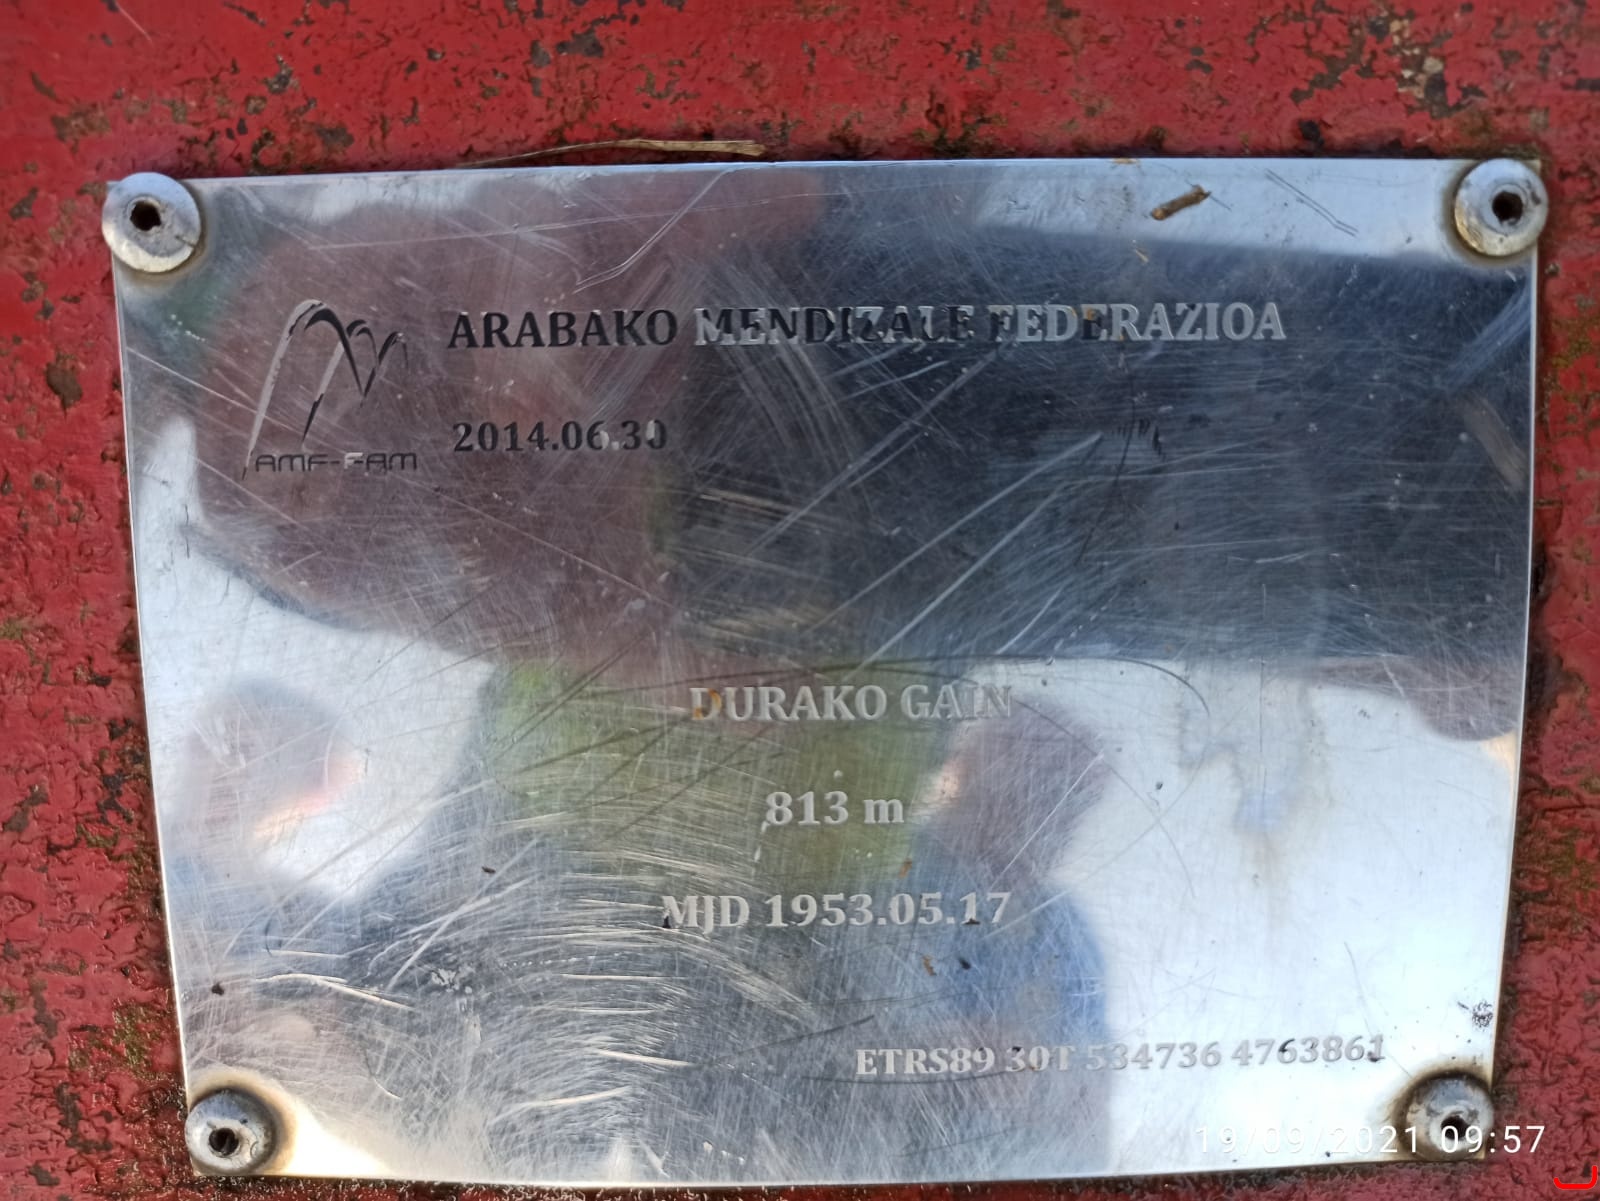 ARABAKO MENDIZALE FEDERAZIOA
2014.06.30
AMF-FAM
DURAKO GAIN
813 m
MJD 1953.05.17
ETRS89 30T 534736 4763861
19/09/2021 09:57